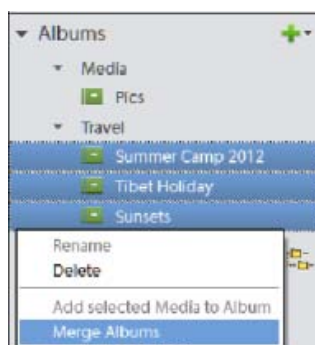 Albums
Media
Pics
Travel
Summer Camp 2012
Tibet Holiday
Sunsets
Rename
Delete
Add selected Media to Album
Merge Albums